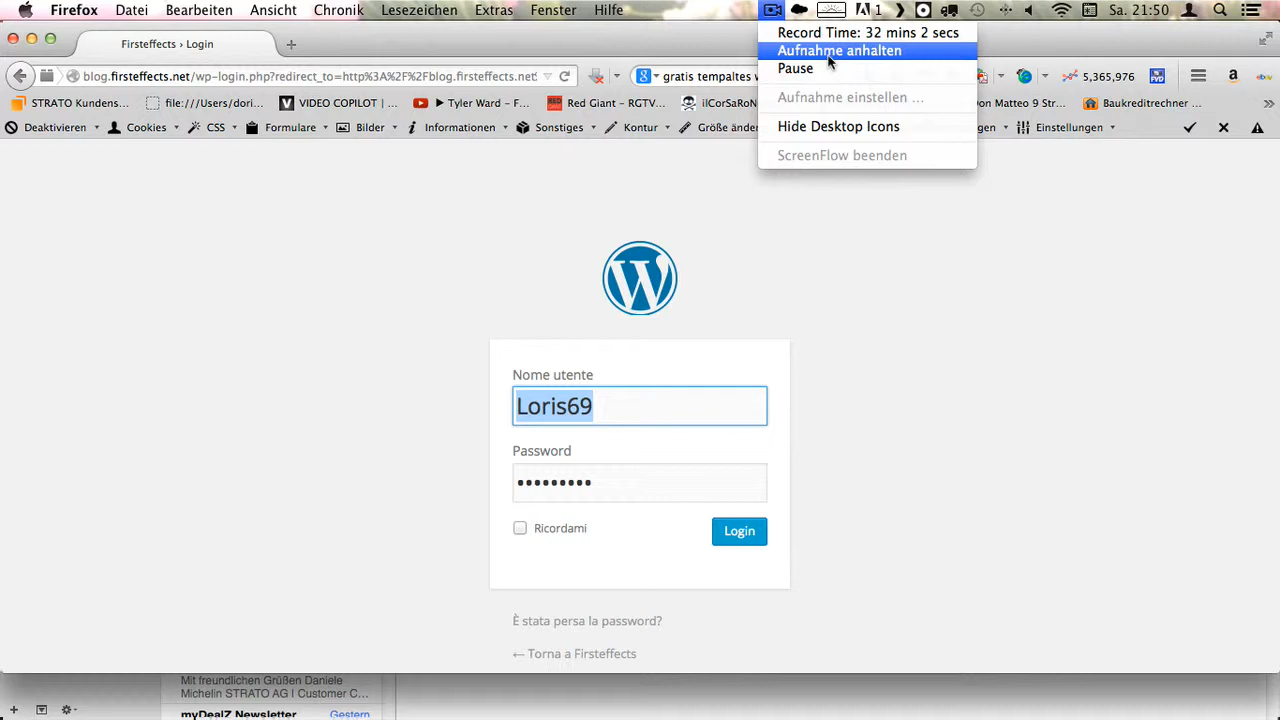 Firefox Datei Bearbeiten Ansicht Chronik Lesezeichen Extras Fenster Hilfe 1 Sa. 21:50
Firsteffects › Login
Record Time: 32 mins 2 secs
Aufnahme anhalten
Pause
Aufnahme einstellen ...
Hide Desktop Icons
ScreenFlow beenden
blog.firsteffects.net/wp-login.php?redirect_to=http%3A%2F%2Fblog.firsteffects.net%
gratis tempaltes
5,365,976
STRATO Kundens... file:///Users/dori... VIDEO COPILOT | ... Tyler Ward - F... Red Giant - RGTV... ilCorSaRoN Von Matteo 9 Str... Baukreditrechner ...
Deaktivieren Cookies CSS Formulare Bilder Informationen Sonstiges Kontur Größe änder Einstellungen
Nome utente
Loris69
Password
Ricordami
Login
È stata persa la password?
← Torna a Firsteffects
Mit freundlichen Grüßen Daniele
Michelin STRATO AG I Customer C...
myDealZ Newsletter Gestern